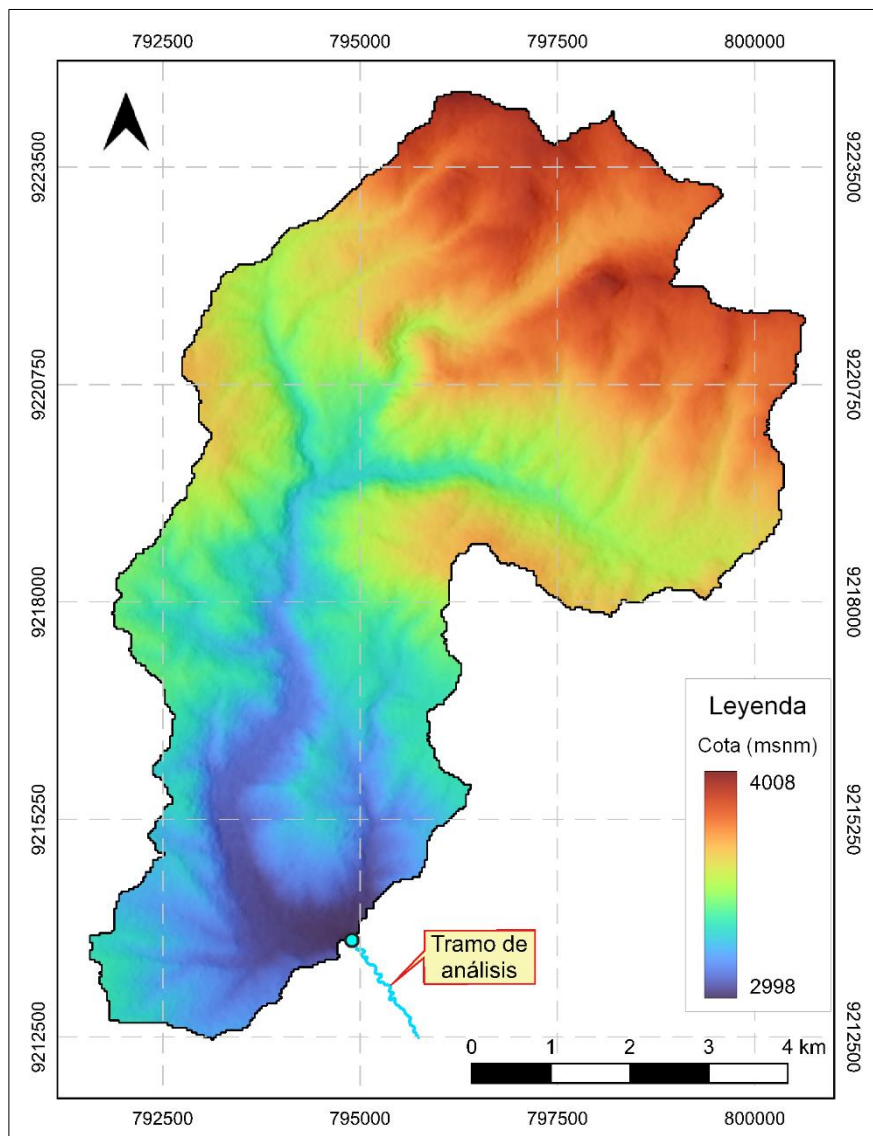 792500 795000 797500 800000
9223500 9223500
9220750 9220750
9218000 9218000
Leyenda
Cota (msnm)
4008
9215250 9215250
Tramo de
análisis
2998
9212500 9212500
0 1 2 3 4 km
792500 795000 797500 800000